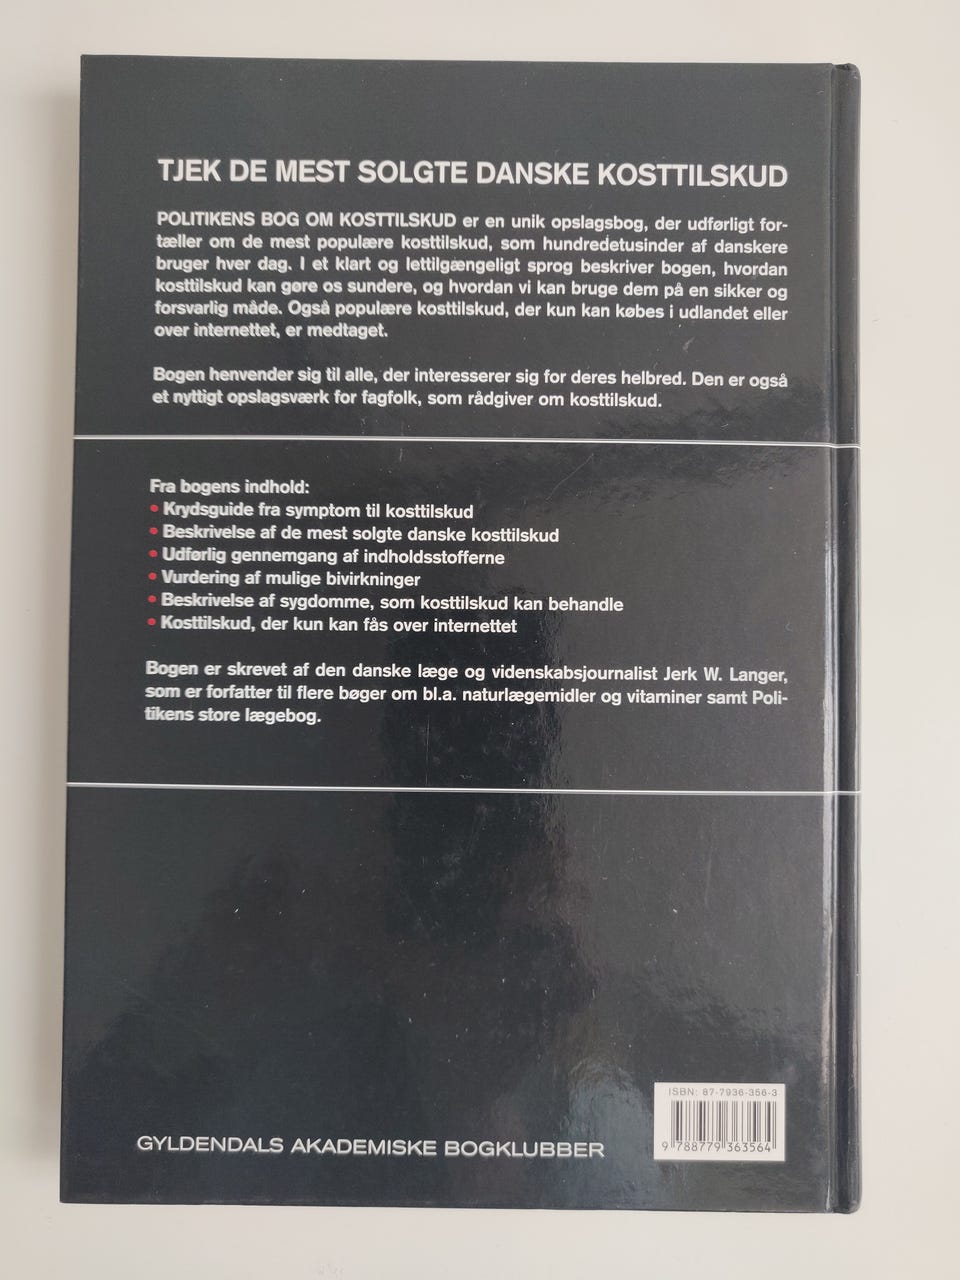 TJEK DE MEST SOLGTE DANSKE KOSTTILSKUD
POLITIKENS BOG OM KOSTTILSKUD er en unik opslagsbog, der udførligt for-
tæller om de mest populære kosttilskud, som hundredetusinder af danskere
bruger hver dag. I et klart og lettilgængeligt sprog beskriver bogen, hvordan
kosttilskud kan gøre os sundere, og hvordan vi kan bruge dem på en sikker og
forsvarlig måde. Også populære kosttilskud, der kun kan købes i udlandet eller
over internettet, er medtaget.
Bogen henvender sig til alle, der interesserer sig for deres helbred. Den er også
et nyttigt opslagsværk for fagfolk, som rådgiver om kosttilskud.
Fra bogens indhold:
• Krydsguide fra symptom til kosttilskud
• Beskrivelse af de mest solgte danske kosttilskud
• Udførlig gennemgang af indholdsstofferne
• Vurdering af mulige bivirkninger
• Beskrivelse af sygdomme, som kosttilskud kan behandle
• Kosttilskud, der kun kan fås over internettet
Bogen er skrevet af den danske læge og videnskabsjournalist Jerk W. Langer,
som er forfatter til flere bøger om bl.a. naturlægemidler og vitaminer samt Poli-
tikens store lægebog.
ISBN: 87-7936-356-3
9 788779 363564
GYLDENDALS AKADEMISKE BOGKLUBBER